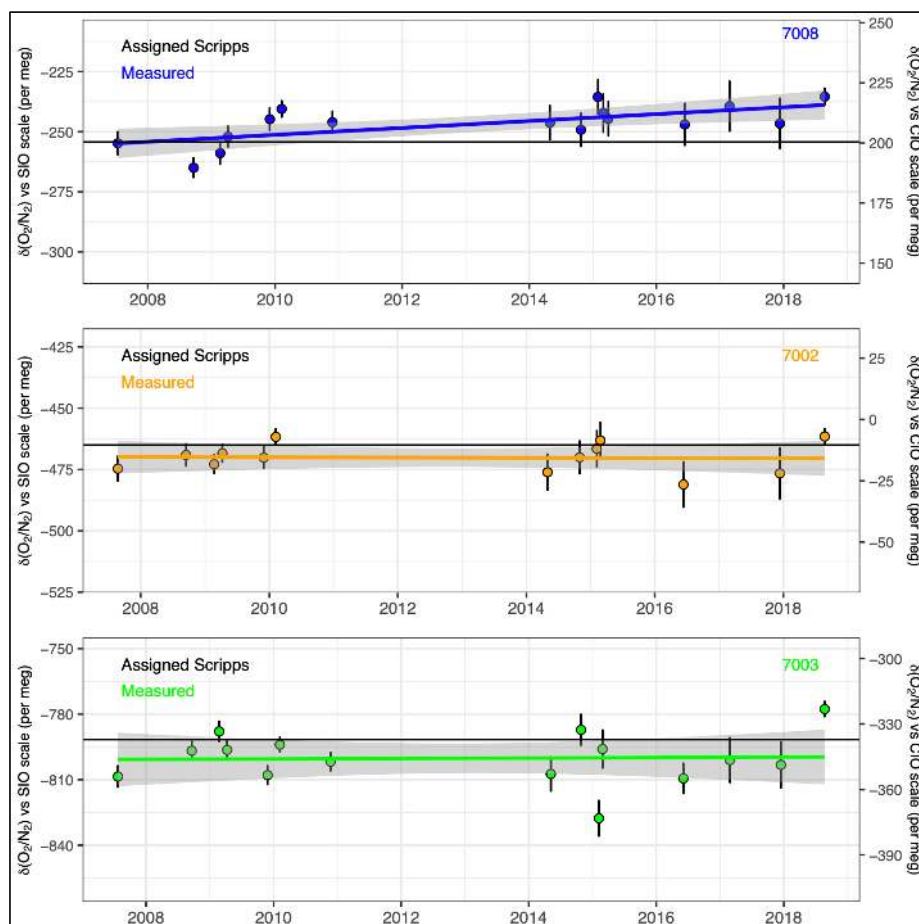 δ(O₂/N₂) vs SIO scale (per meg)
Assigned Scripps
Measured
7008
−225
−250
−275
−300
250
225
200
175
150
δ(O₂/N₂) vs CIO scale (per meg)
2008 2010 2012 2014 2016 2018
δ(O₂/N₂) vs SIO scale (per meg)
Assigned Scripps
Measured
7002
−425
−450
−475
−500
−525
25
0
−25
−50
δ(O₂/N₂) vs CIO scale (per meg)
2008 2010 2012 2014 2016 2018
δ(O₂/N₂) vs SIO scale (per meg)
Assigned Scripps
Measured
7003
−750
−780
−810
−840
−300
−330
−360
−390
δ(O₂/N₂) vs CIO scale (per meg)
2008 2010 2012 2014 2016 2018